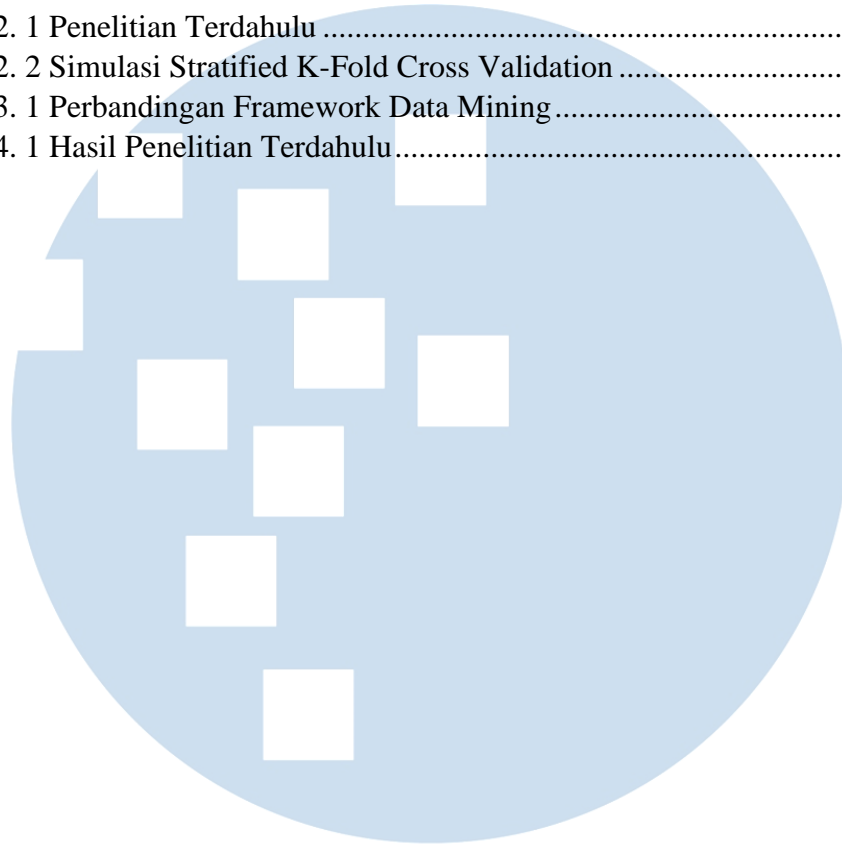 2. 1 Penelitian Terdahulu ..............................................................................
2. 2 Simulasi Stratified K-Fold Cross Validation .................................
3. 1 Perbandingan Framework Data Mining ..........................................
4. 1 Hasil Penelitian Terdahulu ..................................................................